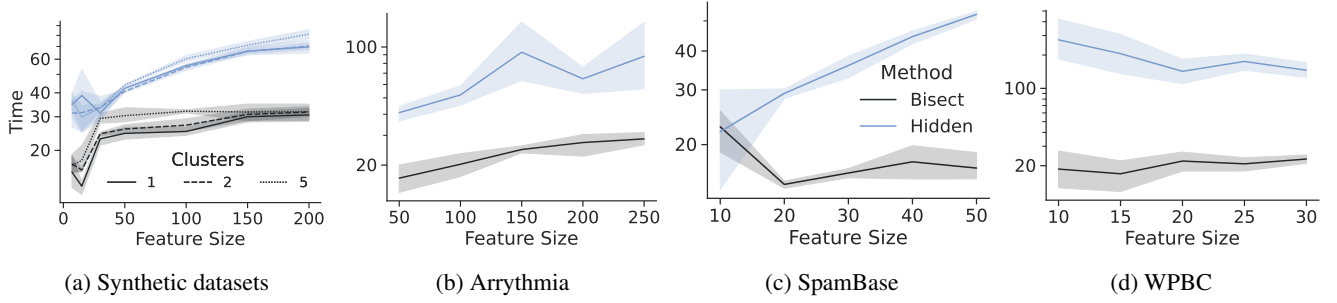 Time
60
40
30
20
0
50
100
150
200
Feature Size
Clusters
1
2
5
(a) Synthetic datasets
100
20
50
100
150
200
250
Feature Size
(b) Arrythmia
40
30
20
10
20
30
40
50
Feature Size
Method
Bisect
Hidden
(c) SpamBase
100
20
10
15
20
25
30
Feature Size
(d) WPBC